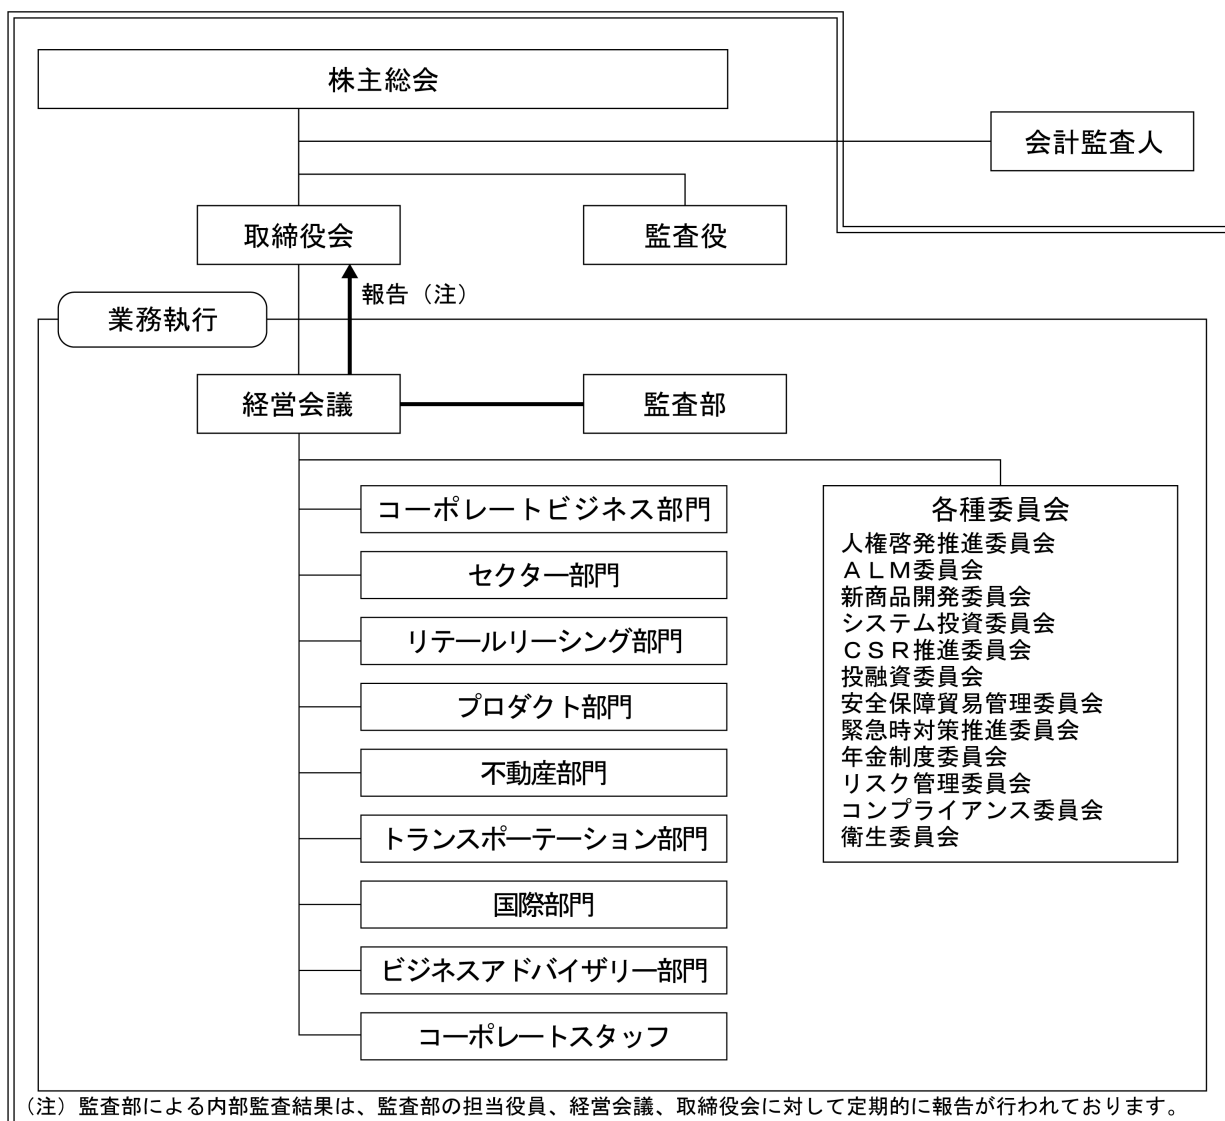 株主総会
会計監査人
取締役会
監査役
報告（注）
業務執行
経営会議
監査部
コーポレートビジネス部門
セクター部門
リテールリーシング部門
プロダクト部門
不動産部門
トランスポーテーション部門
国際部門
ビジネスアドバイザリー部門
コーポレートスタッフ
各種委員会
人権啓発推進委員会
ＡＬＭ委員会
新商品開発委員会
システム投資委員会
ＣＳＲ推進委員会
投融資委員会
安全保障貿易管理委員会
緊急時対策推進委員会
年金制度委員会
リスク管理委員会
コンプライアンス委員会
衛生委員会
（注）監査部による内部監査結果は、監査部の担当役員、経営会議、取締役会に対して定期的に報告が行われております。